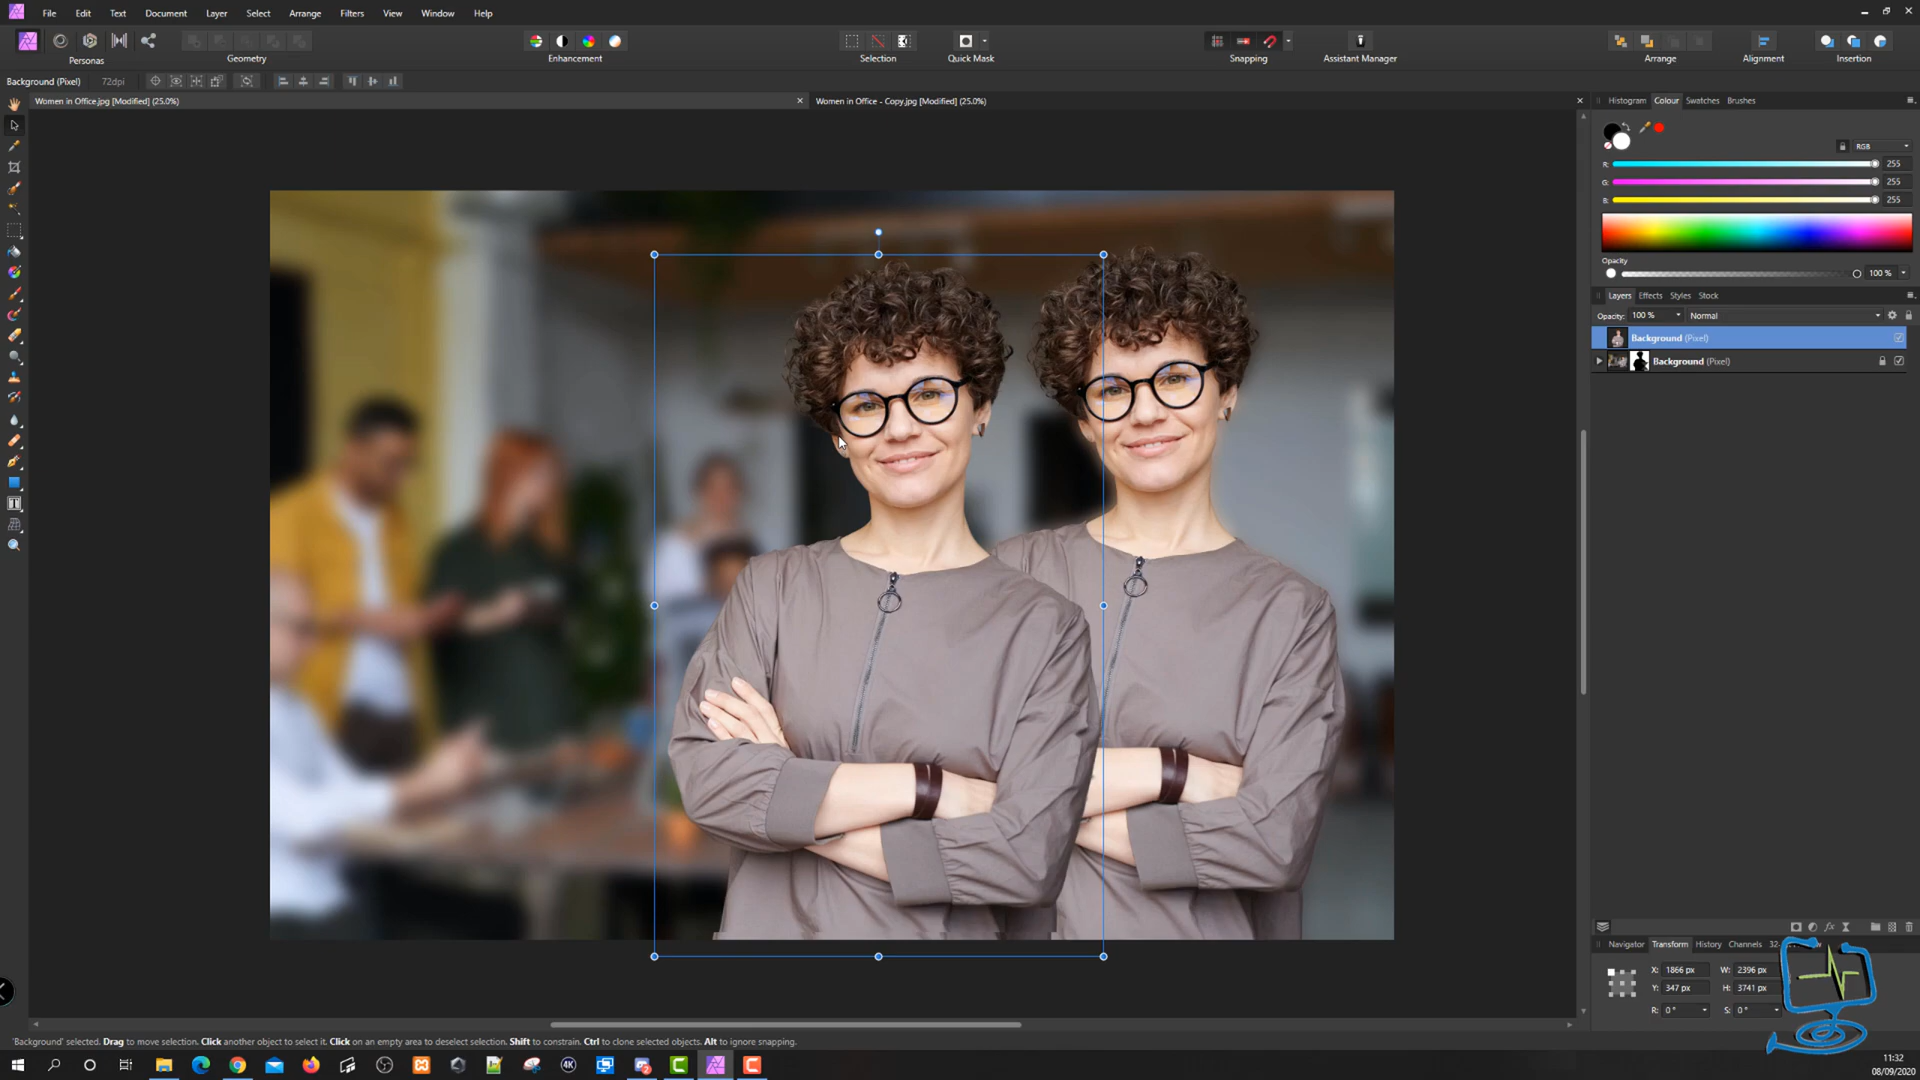 File Edit Text Document Layer Select Arrange Filters View Window Help
Personas Geometry Enhancement Selection Quick Mask Snapping Assistant Manager Arrange Alignment Insertion
Background (Pixel) 72dpi
Women in Office.jpg [Modified] (25.0%) Women in Office - Copy.jpg [Modified] (25.0%)
Histogram Colour Swatches Brushes
RGB
R: 255
G: 255
B: 255
Opacity
100 %
Layers Effects Styles Stock
Opacity: 100 % Normal
Background (Pixel)
Background (Pixel)
Navigator Transform History Channels 32-
X: 1866 px W: 2396 px
Y: 347 px H: 3741 px
R: 0 ° S: 0 °
'Background' selected. Drag to move selection. Click another object to select it. Click on an empty area to deselect selection. Shift to constrain. Ctrl to clone selected objects. Alt to ignore snapping.
4K
11:32
08/09/2020